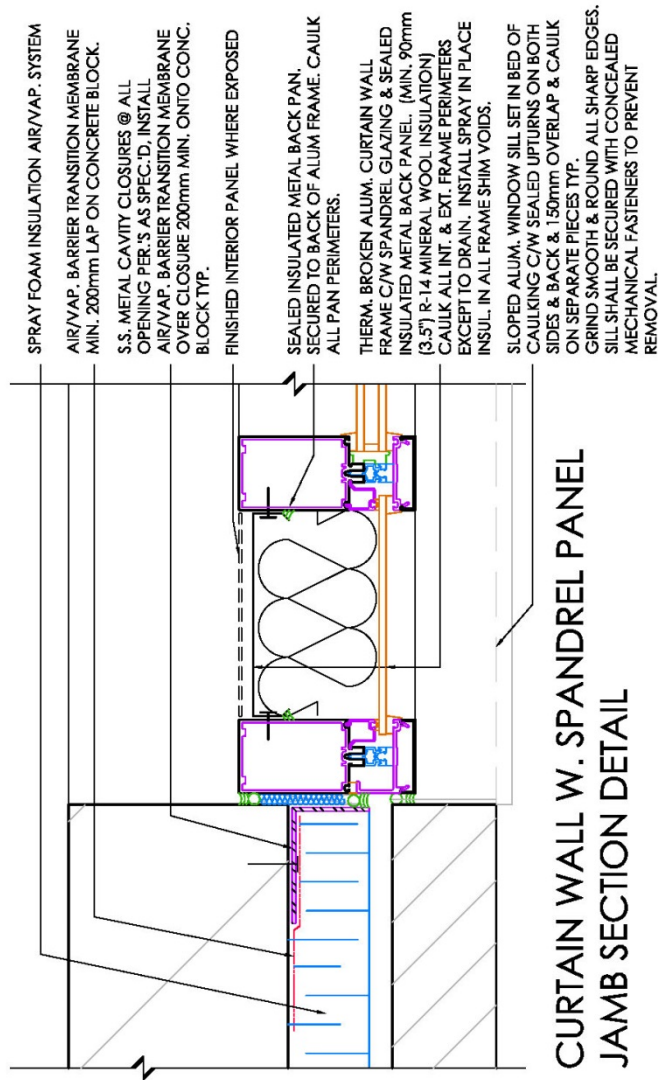 SPRAY FOAM INSULATION AIR/VAP. SYSTEM
AIR/VAP. BARRIER TRANSITION MEMBRANE
MIN. 200mm LAP ON CONCRETE BLOCK.
S.S. METAL CAVITY CLOSURES @ ALL
OPENING PER.'S AS SPEC.'D, INSTALL
AIR/VAP. BARRIER TRANSITION MEMBRANE
OVER CLOSURE 200mm MIN. ONTO CONC.
BLOCK TYP.
FINISHED INTERIOR PANEL WHERE EXPOSED
SEALED INSULATED METAL BACK PAN.
SECURED TO BACK OF ALUM FRAME. CAULK
ALL PAN PERIMETERS.
THERM. BROKEN ALUM. CURTAIN WALL
FRAME C/W SPANDREL GLAZING & SEALED
INSULATED METAL BACK PANEL. (MIN. 90mm
(3.5") R-14 MINERAL WOOL INSULATION)
CAULK ALL INT. & EXT. FRAME PERIMETERS
EXCEPT TO DRAIN. INSTALL SPRAY IN PLACE
INSUL. IN ALL FRAME SHIM VOIDS.
SLOPED ALUM. WINDOW SILL SET IN BED OF
CAULKING C/W SEALED UPTURNS ON BOTH
SIDES & BACK & 150mm OVERLAP & CAULK
ON SEPARATE PIECES TYP.
GRIND SMOOTH & ROUND ALL SHARP EDGES.
SILL SHALL BE SECURED WITH CONCEALED
MECHANICAL FASTENERS TO PREVENT
REMOVAL.
CURTAIN WALL W. SPANDREL PANEL
JAMB SECTION DETAIL